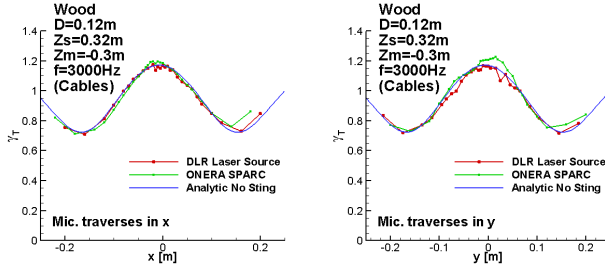 Wood
D=0.12m
Zs=0.32m
Zm=-0.3m
f=3000Hz
(Cables)
1.4
1.2
1
0.8
0.6
0.4
0.2
0
γT
DLR Laser Source
ONERA SPARC
Analytic No Sting
Mic. traverses in x
-0.2 -0.1 0 0.1 0.2
x [m]
Wood
D=0.12m
Zs=0.32m
Zm=-0.3m
f=3000Hz
(Cables)
1.4
1.2
1
0.8
0.6
0.4
0.2
0
γT
DLR Laser Source
ONERA SPARC
Analytic No Sting
Mic. traverses in y
-0.2 -0.1 0 0.1 0.2
y [m]